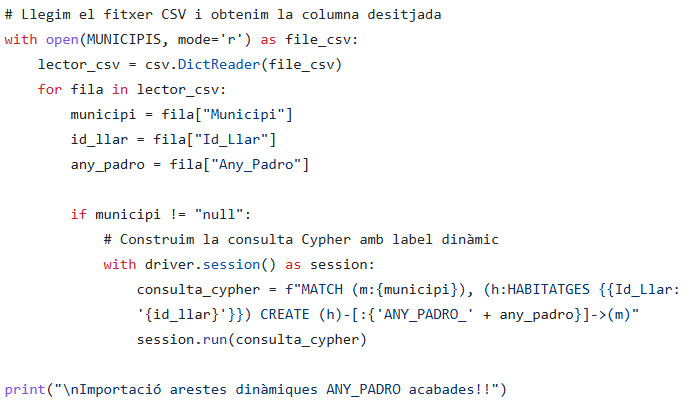 # Llegim el fitxer CSV i obtenim la columna desitjada
with open(MUNICIPIS, mode='r') as file_csv:
    lector_csv = csv.DictReader(file_csv)
    for fila in lector_csv:
        municipi = fila["Municipi"]
        id_llar = fila["Id_Llar"]
        any_padro = fila["Any_Padro"]

        if municipi != "null":
            # Construim la consulta Cypher amb label dinàmic
            with driver.session() as session:
                consulta_cypher = f"MATCH (m:{municipi}), (h:HABITATGES {{Id_Llar:
                '{id_llar}'}}) CREATE (h)-[:{'ANY_PADRO_' + any_padro}]->(m)"
                session.run(consulta_cypher)

print("\nImportació arestes dinàmiques ANY_PADRO acabades!!")